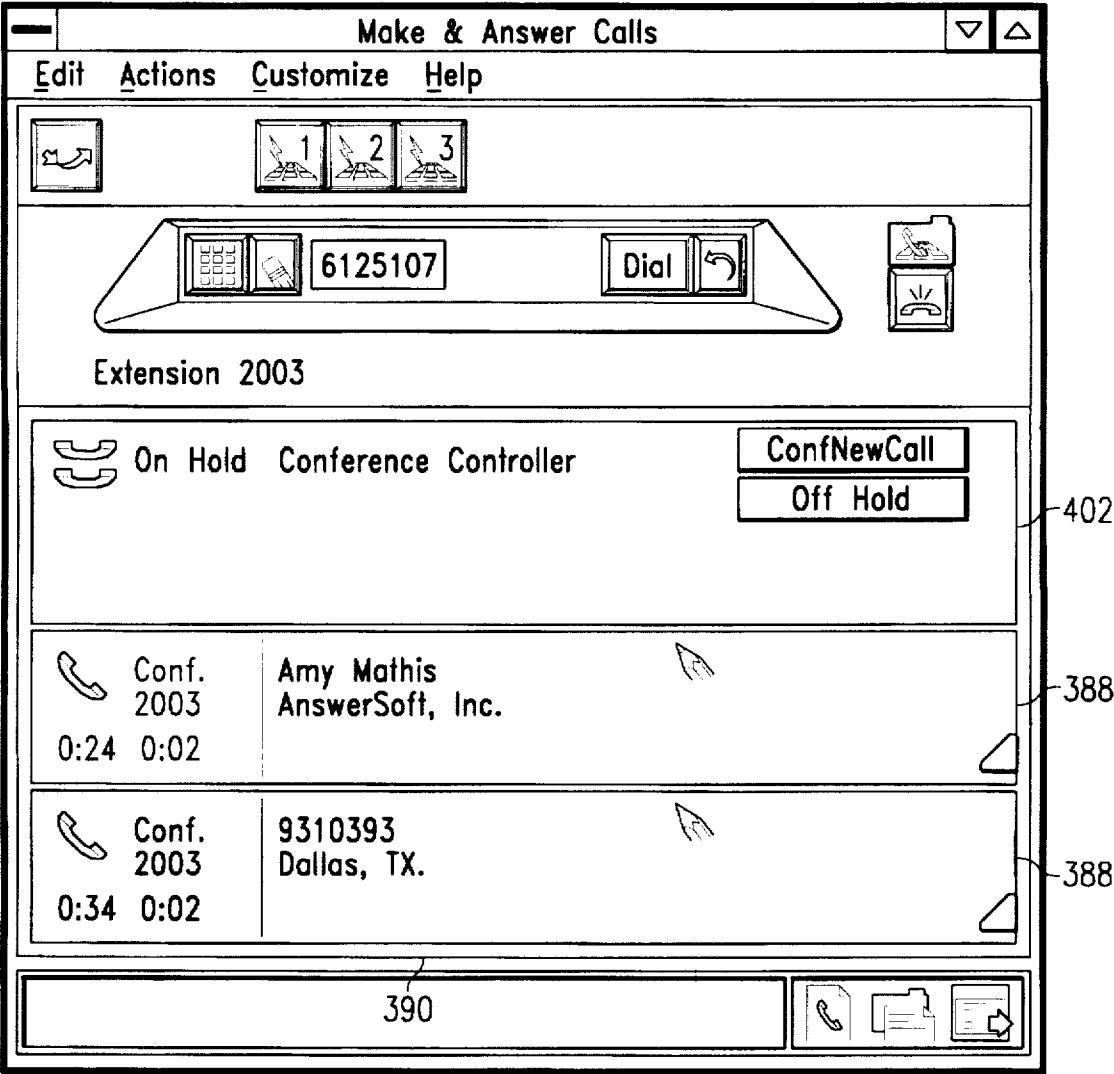 Make & Answer Calls
Edit Actions Customize Help
1 2 3
6125107 Dial
Extension 2003
On Hold Conference Controller ConfNewCall
Off Hold
402
Conf. Amy Mathis
2003 AnswerSoft, Inc.
388
0:24 0:02
Conf. 9310393
2003 Dallas, TX.
388
0:34 0:02
390